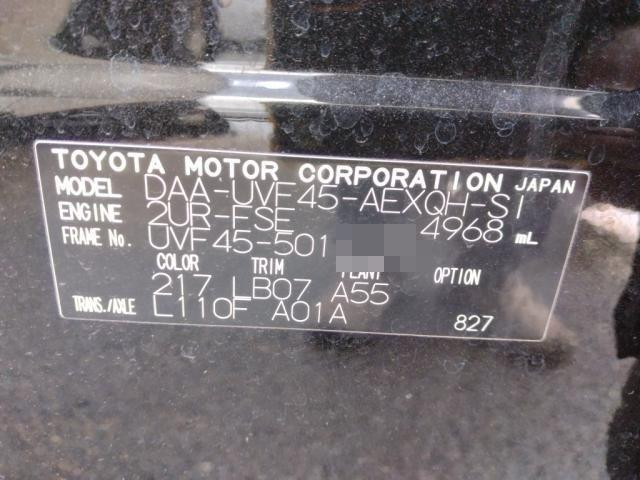 TOYOTA MOTOR CORPORATION JAPAN
MODEL DAA-UVF45-AEXQH-S1
ENGINE 2UR-FSE 4968 mL
FRAME No. UVF45-501
COLOR TRIM PLANT OPTION
217 LB07 A55
TRANS./AXLE L110F A01A 827